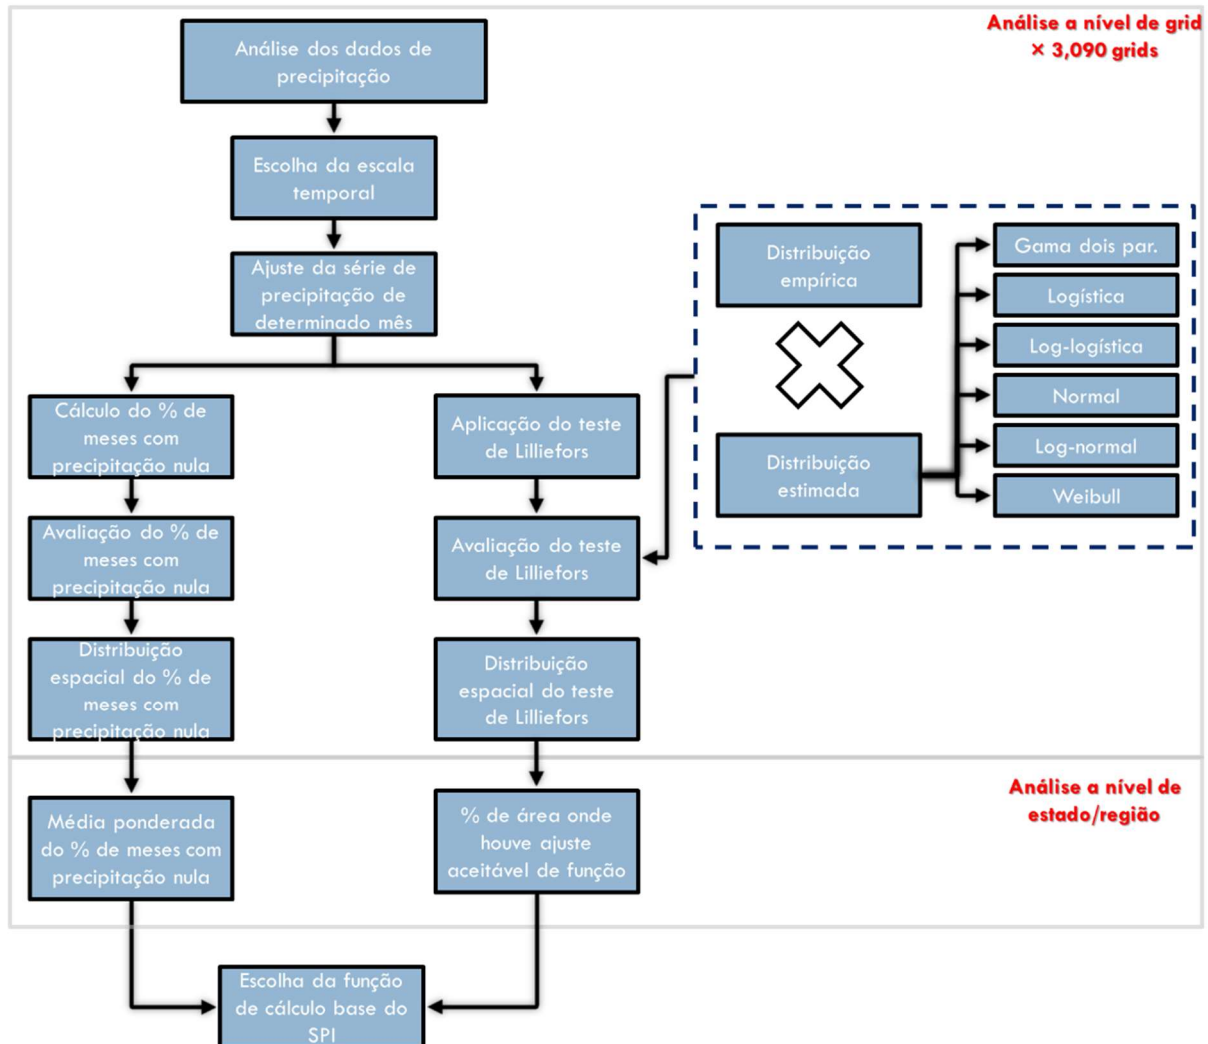 Análise a nível de grid
× 3,090 grids
Análise dos dados de
precipitação
Escolha da escala
temporal
Ajuste da série de
precipitação de
determinado mês
Cálculo do % de
meses com
precipitação nula
Avaliação do % de
meses com
precipitação nula
Distribuição
espacial do % de
meses com
precipitação nula
Aplicação do teste
de Lilliefors
Avaliação do teste
de Lilliefors
Distribuição
espacial do teste
de Lilliefors
Distribuição
empírica
Distribuição
estimada
Gama dois par.
Logística
Log-logística
Normal
Log-normal
Weibull
Análise a nível de
estado/região
Média ponderada
do % de meses com
precipitação nula
% de área onde
houve ajuste
aceitável de função
Escolha da função
de cálculo base do
SPI